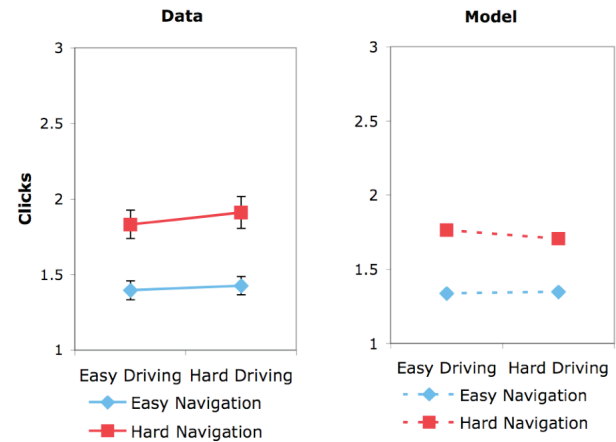 Data
3
2.5
2
1.5
1
Clicks
Easy Driving Hard Driving
Easy Navigation
Hard Navigation
Model
3
2.5
2
1.5
1
Easy Driving Hard Driving
Easy Navigation
Hard Navigation